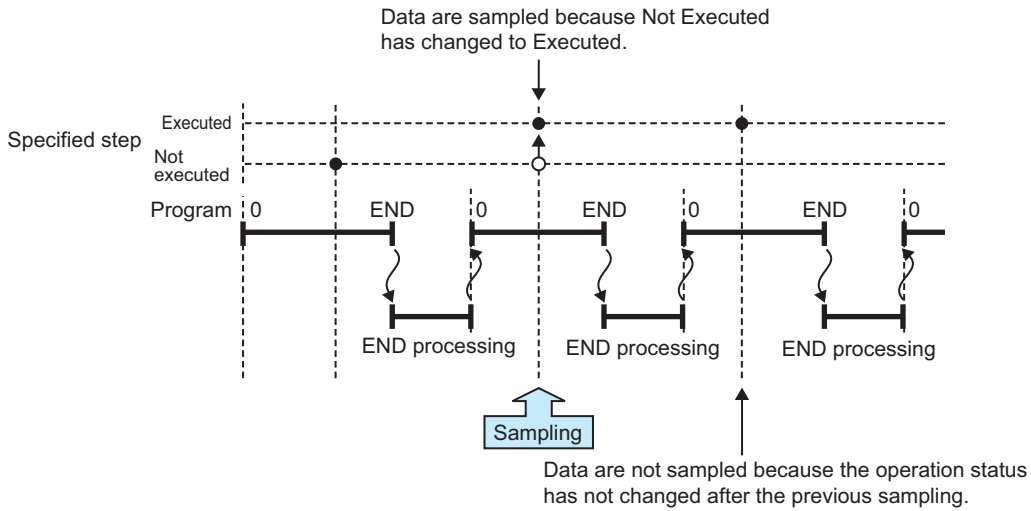 Data are sampled because Not Executed
has changed to Executed.
Specified step
Executed
Not
executed
Program 0 END 0 END 0 END 0
END processing END processing END processing
Sampling
Data are not sampled because the operation status
has not changed after the previous sampling.